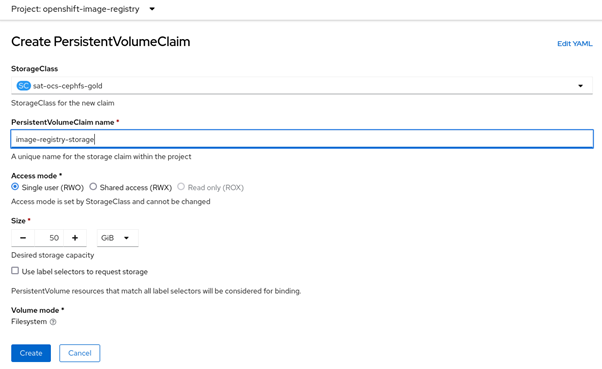 Project: openshift-image-registry
Create PersistentVolumeClaim
Edit YAML
StorageClass
SC sat-ocs-cephfs-gold
StorageClass for the new claim
PersistentVolumeClaim name *
image-registry-storage
A unique name for the storage claim within the project
Access mode *
Single user (RWO) Shared access (RWX) Read only (ROX)
Access mode is set by StorageClass and cannot be changed
Size *
50 GiB
Desired storage capacity
Use label selectors to request storage
PersistentVolume resources that match all label selectors will be considered for binding.
Volume mode *
Filesystem
Create Cancel